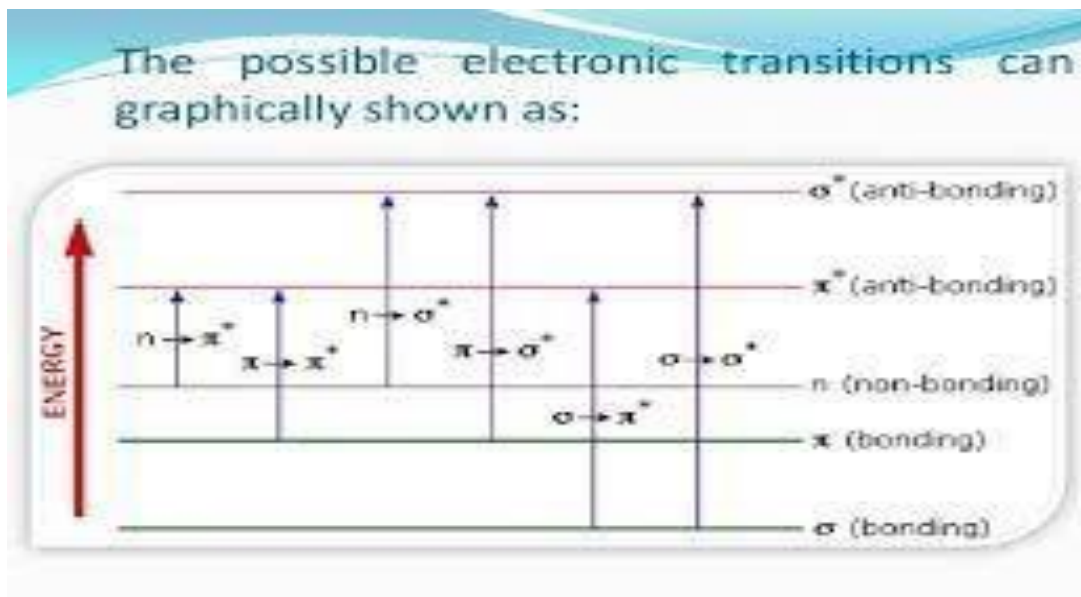 The possible electronic transitions can
graphically shown as:
σ* (anti-bonding)
π* (anti-bonding)
n → σ*
n → π*
π → σ*
π → π*
σ → σ*
n (non-bonding)
σ → π*
π (bonding)
σ (bonding)
ENERGY